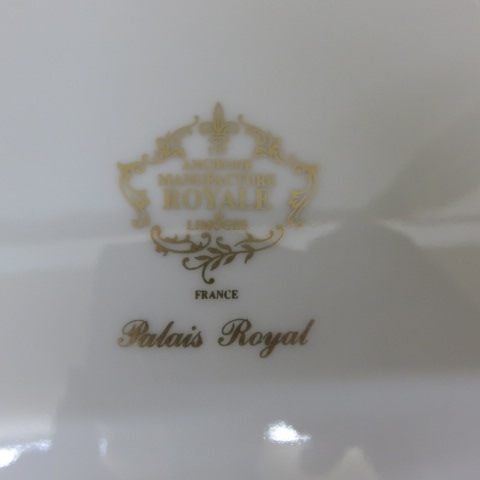 ANCIENNE
MANUFACTURE
ROYALE
LIMOGES
FRANCE
Palais Royal